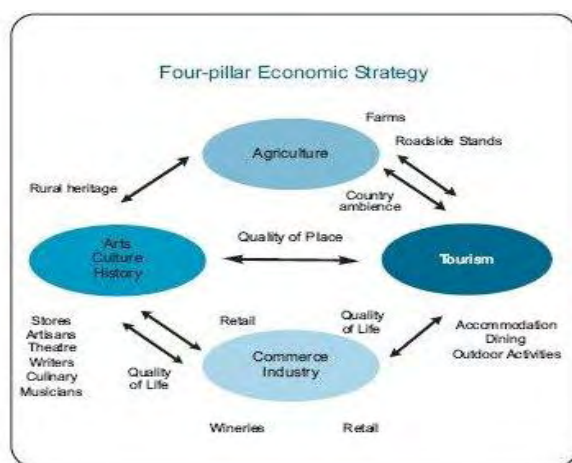 Four-pillar Economic Strategy
Farms
Roadside Stands
Agriculture
Rural heritage
Country
ambience
Arts
Culture
History
Quality of Place
Tourism
Stores
Artisans
Theatre
Writers
Culinary
Musicians
Retail
Quality
of Life
Quality
of Life
Commerce
Industry
Accommodation
Dining
Outdoor Activities
Wineries
Retail